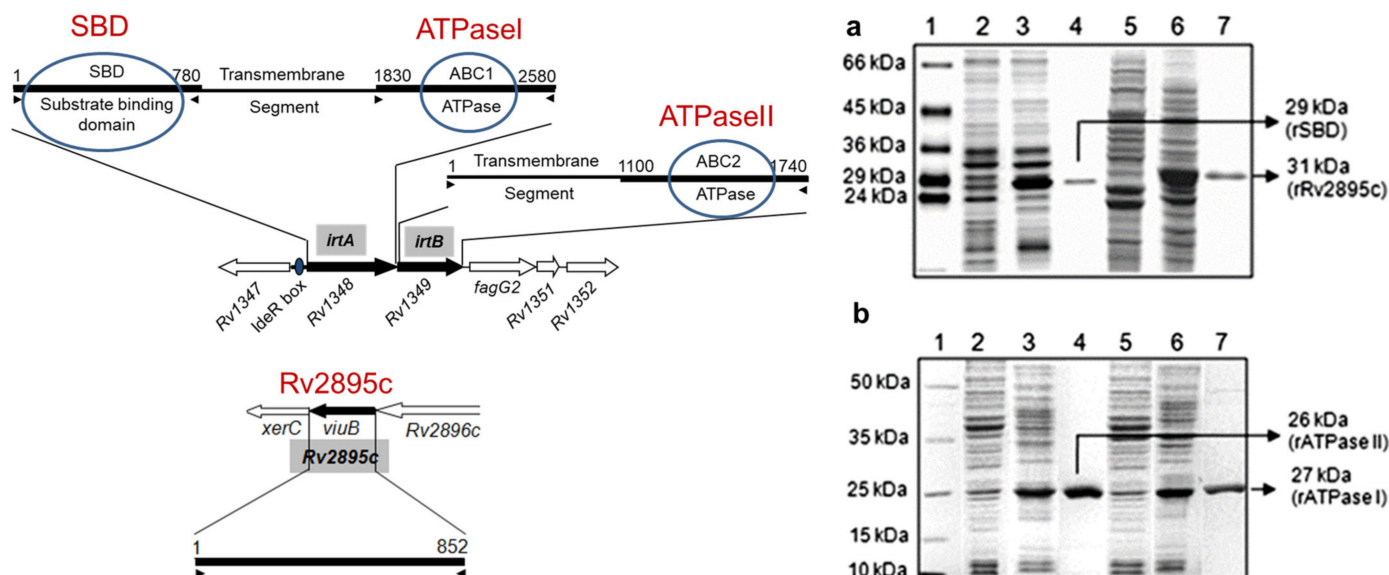 SBD
ATPaseI
1 SBD 780 Transmembrane 1830 ABC1 2580
Substrate binding domain Segment ATPase
ATPaseII
1 Transmembrane 1100 ABC2 1740
Segment ATPase
irtA irtB
Rv1347 IdeR box Rv1348 Rv1349 fagG2 Rv1351 Rv1352
Rv2895c
xerC viuB Rv2896c
Rv2895c
1 852
a
1 2 3 4 5 6 7
66 kDa
45 kDa
36 kDa
29 kDa
24 kDa
29 kDa
(rSBD)
31 kDa
(rRv2895c)
b
1 2 3 4 5 6 7
50 kDa
35 kDa
25 kDa
15 kDa
10 kDa
26 kDa
(rATPase II)
27 kDa
(rATPase I)